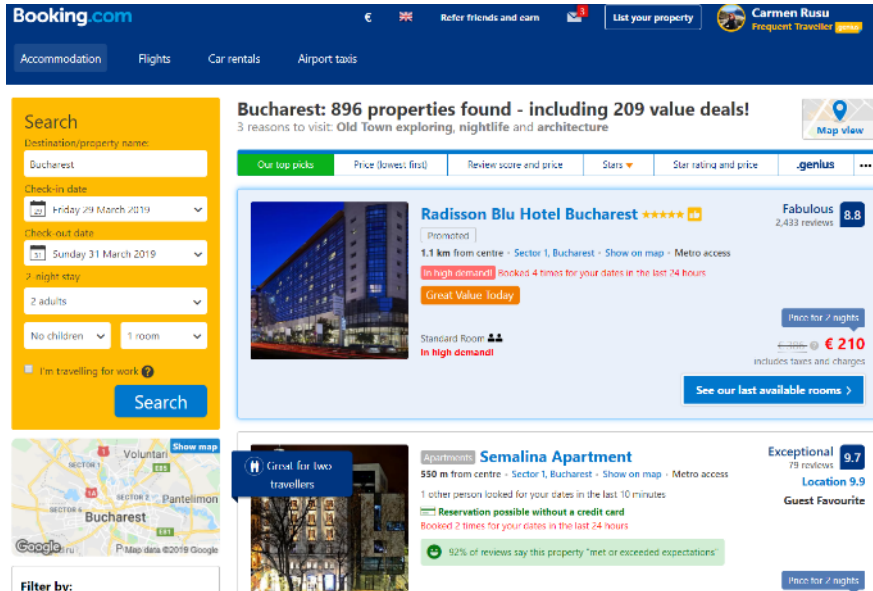 Booking.com
€
Refer friends and earn
3
List your property
Carmen Rusu
Frequent Traveller genius
Accommodation
Flights
Car rentals
Airport taxis
Search
Destination/property name:
Bucharest
Check-in date
29
Friday 29 March 2019
Check-out date
31
Sunday 31 March 2019
2-night stay
2 adults
No children
1 room
I'm travelling for work ?
Search
Show map
Voluntari
SECTOR 1
E85
SECTOR 2
Pantelimon
SECTOR 6
Bucharest
E81
Google
Map data ©2019 Google
Filter by:
Bucharest: 896 properties found - including 209 value deals!
3 reasons to visit: Old Town exploring, nightlife and architecture
Map view
Our top picks
Price (lowest first)
Review score and price
Stars
Star rating and price
.genius
...
Radisson Blu Hotel Bucharest
Promoted
1.1 km from centre - Sector 1, Bucharest - Show on map - Metro access
In high demand! Booked 4 times for your dates in the last 24 hours
Great Value Today
Standard Room
In high demand!
Fabulous
2,433 reviews
8.8
Price for 2 nights
€ 210
includes taxes and charges
See our last available rooms >
Great for two
travellers
Apartments Semalina Apartment
550 m from centre - Sector 1, Bucharest - Show on map - Metro access
1 other person looked for your dates in the last 10 minutes
Reservation possible without a credit card
Booked 2 times for your dates in the last 24 hours
92% of reviews say this property "met or exceeded expectations"
Exceptional
79 reviews
9.7
Location 9.9
Guest Favourite
Price for 2 nights